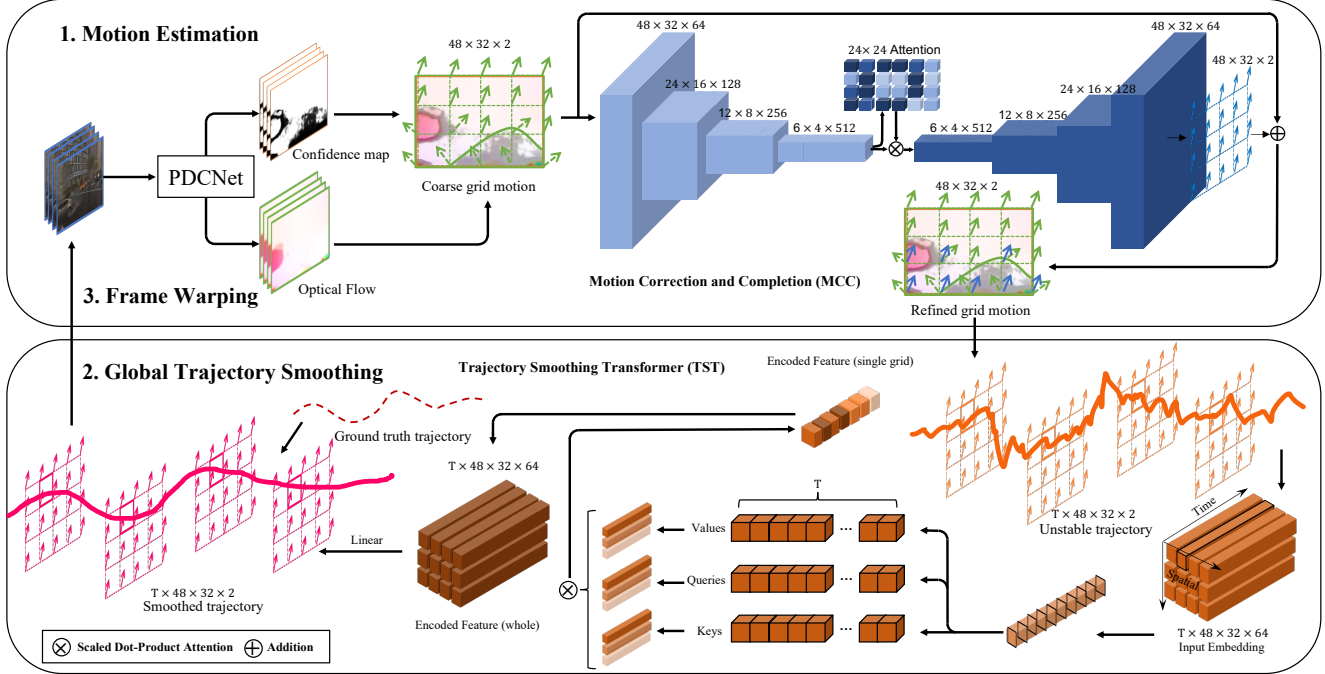 1. Motion Estimation
48 × 32 × 2
Confidence map
PDCNet
Coarse grid motion
Optical Flow
3. Frame Warping
48 × 32 × 64
24 × 16 × 128
12 × 8 × 256
6 × 4 × 512
24× 24 Attention
6 × 4 × 512
12 × 8 × 256
24 × 16 × 128
48 × 32 × 64
48 × 32 × 2
48 × 32 × 2
Motion Correction and Completion (MCC)
Refined grid motion
2. Global Trajectory Smoothing
Trajectory Smoothing Transformer (TST)
Encoded Feature (single grid)
Ground truth trajectory
T × 48 × 32 × 64
T
Values
Queries
Keys
...
...
...
Linear
Encoded Feature (whole)
T × 48 × 32 × 2
Smoothed trajectory
T × 48 × 32 × 2
Unstable trajectory
Time
Spatial
T × 48 × 32 × 64
Input Embedding
Scaled Dot-Product Attention
Addition